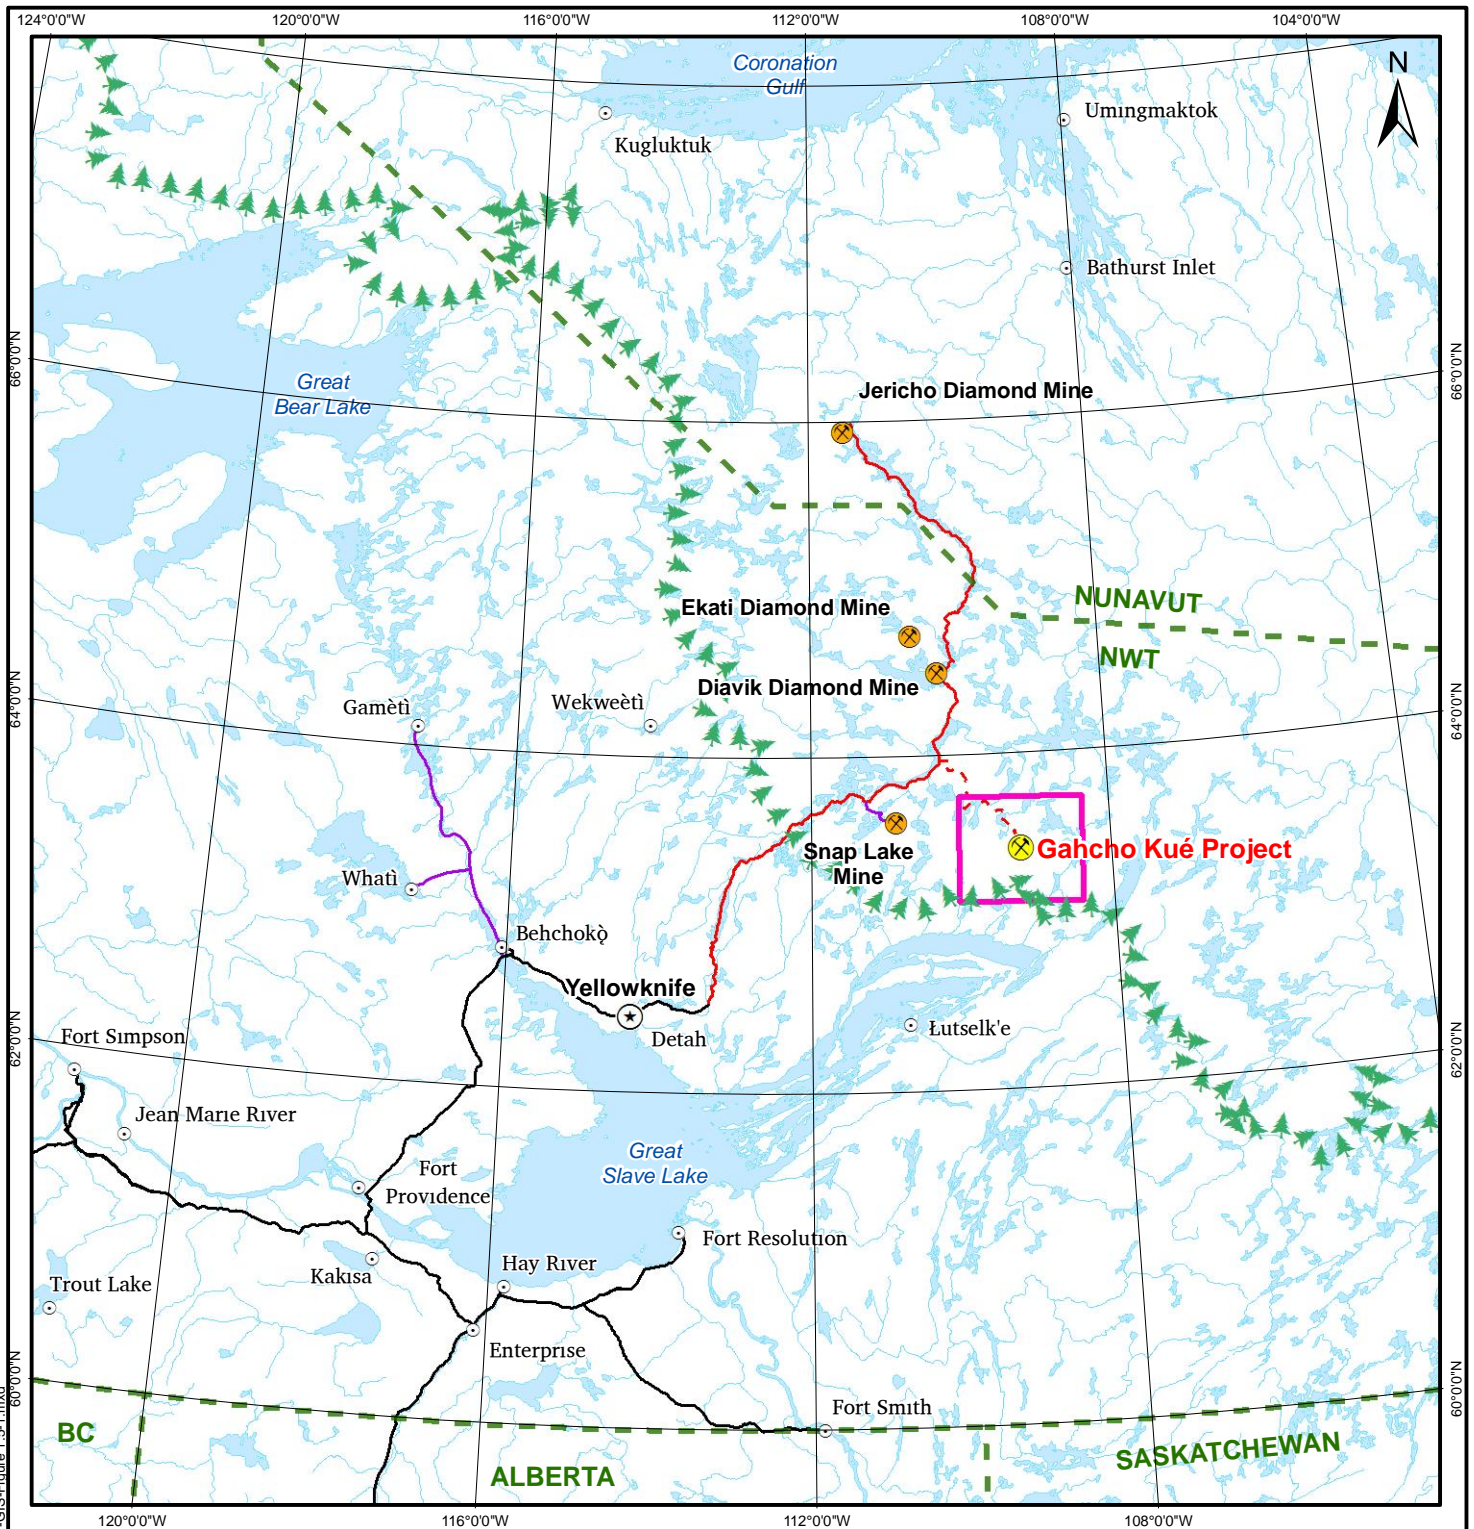 124°0'0"W
120°0'0"W
116°0'0"W
112°0'0"W
108°0'0"W
104°0'0"W
Coronation
Gulf
N
Umingmaktok
Kugluktuk
Bathurst Inlet
66°0'0"N
66°0'0"N
Great
Bear Lake
Jericho Diamond Mine
NUNAVUT
Ekati Diamond Mine
NWT
Diavik Diamond Mine
64°0'0"N
64°0'0"N
Gamètì
Wekweètì
Snap Lake
Mine
Gahcho Kué Project
Whatì
Behchokò̖
Yellowknife
Detah
Łutselk'e
62°0'0"N
62°0'0"N
Fort Simpson
Jean Marie River
Great
Slave Lake
Fort
Providence
Fort Resolution
Hay River
Kakisa
Trout Lake
Enterprise
60°0'0"N
60°0'0"N
Fort Smith
BC
ALBERTA
SASKATCHEWAN
120°0'0"W
116°0'0"W
112°0'0"W
108°0'0"W